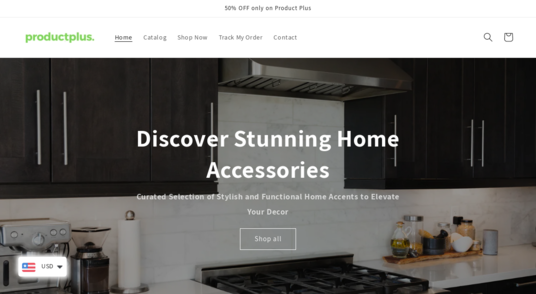 50% OFF only on Product Plus
productplus.
Home Catalog Shop Now Track My Order Contact
Discover Stunning Home
Accessories
Curated Selection of Stylish and Functional Home Accents to Elevate
Your Decor
Shop all
USD